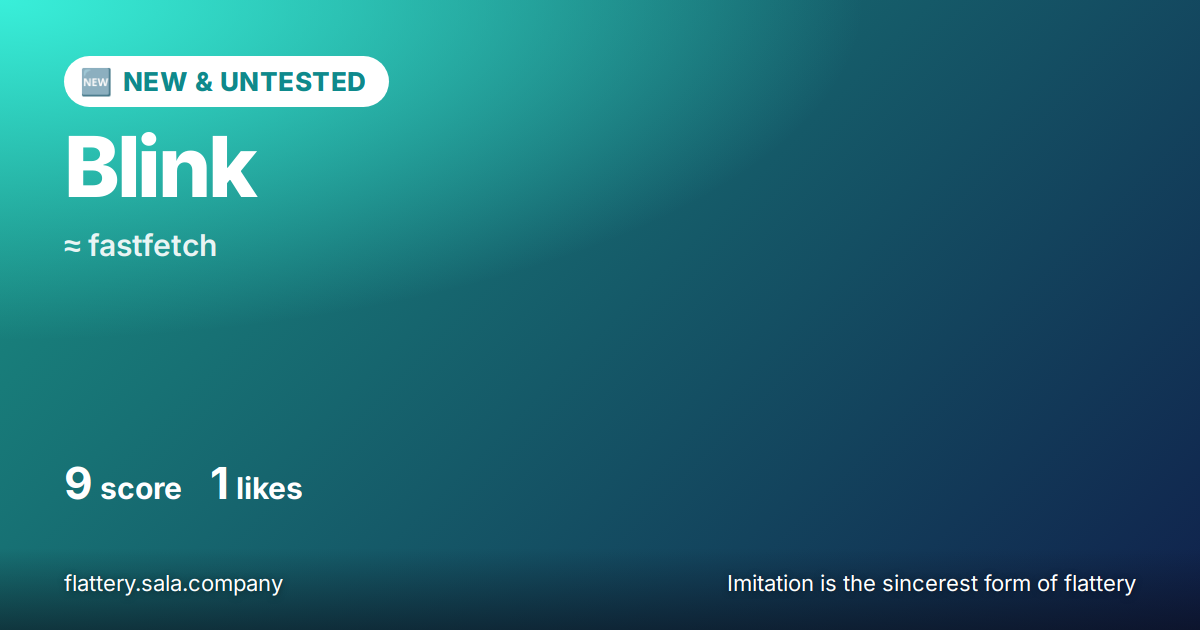 🆕 NEW & UNTESTED
Blink
≈ fastfetch
9 score 1 likes
flattery.sala.company
Imitation is the sincerest form of flattery